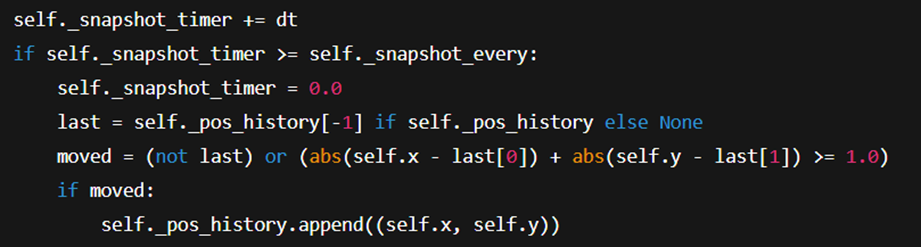 self._snapshot_timer += dt
if self._snapshot_timer >= self._snapshot_every:
    self._snapshot_timer = 0.0
    last = self._pos_history[-1] if self._pos_history else None
    moved = (not last) or (abs(self.x - last[0]) + abs(self.y - last[1]) >= 1.0)
    if moved:
        self._pos_history.append((self.x, self.y))